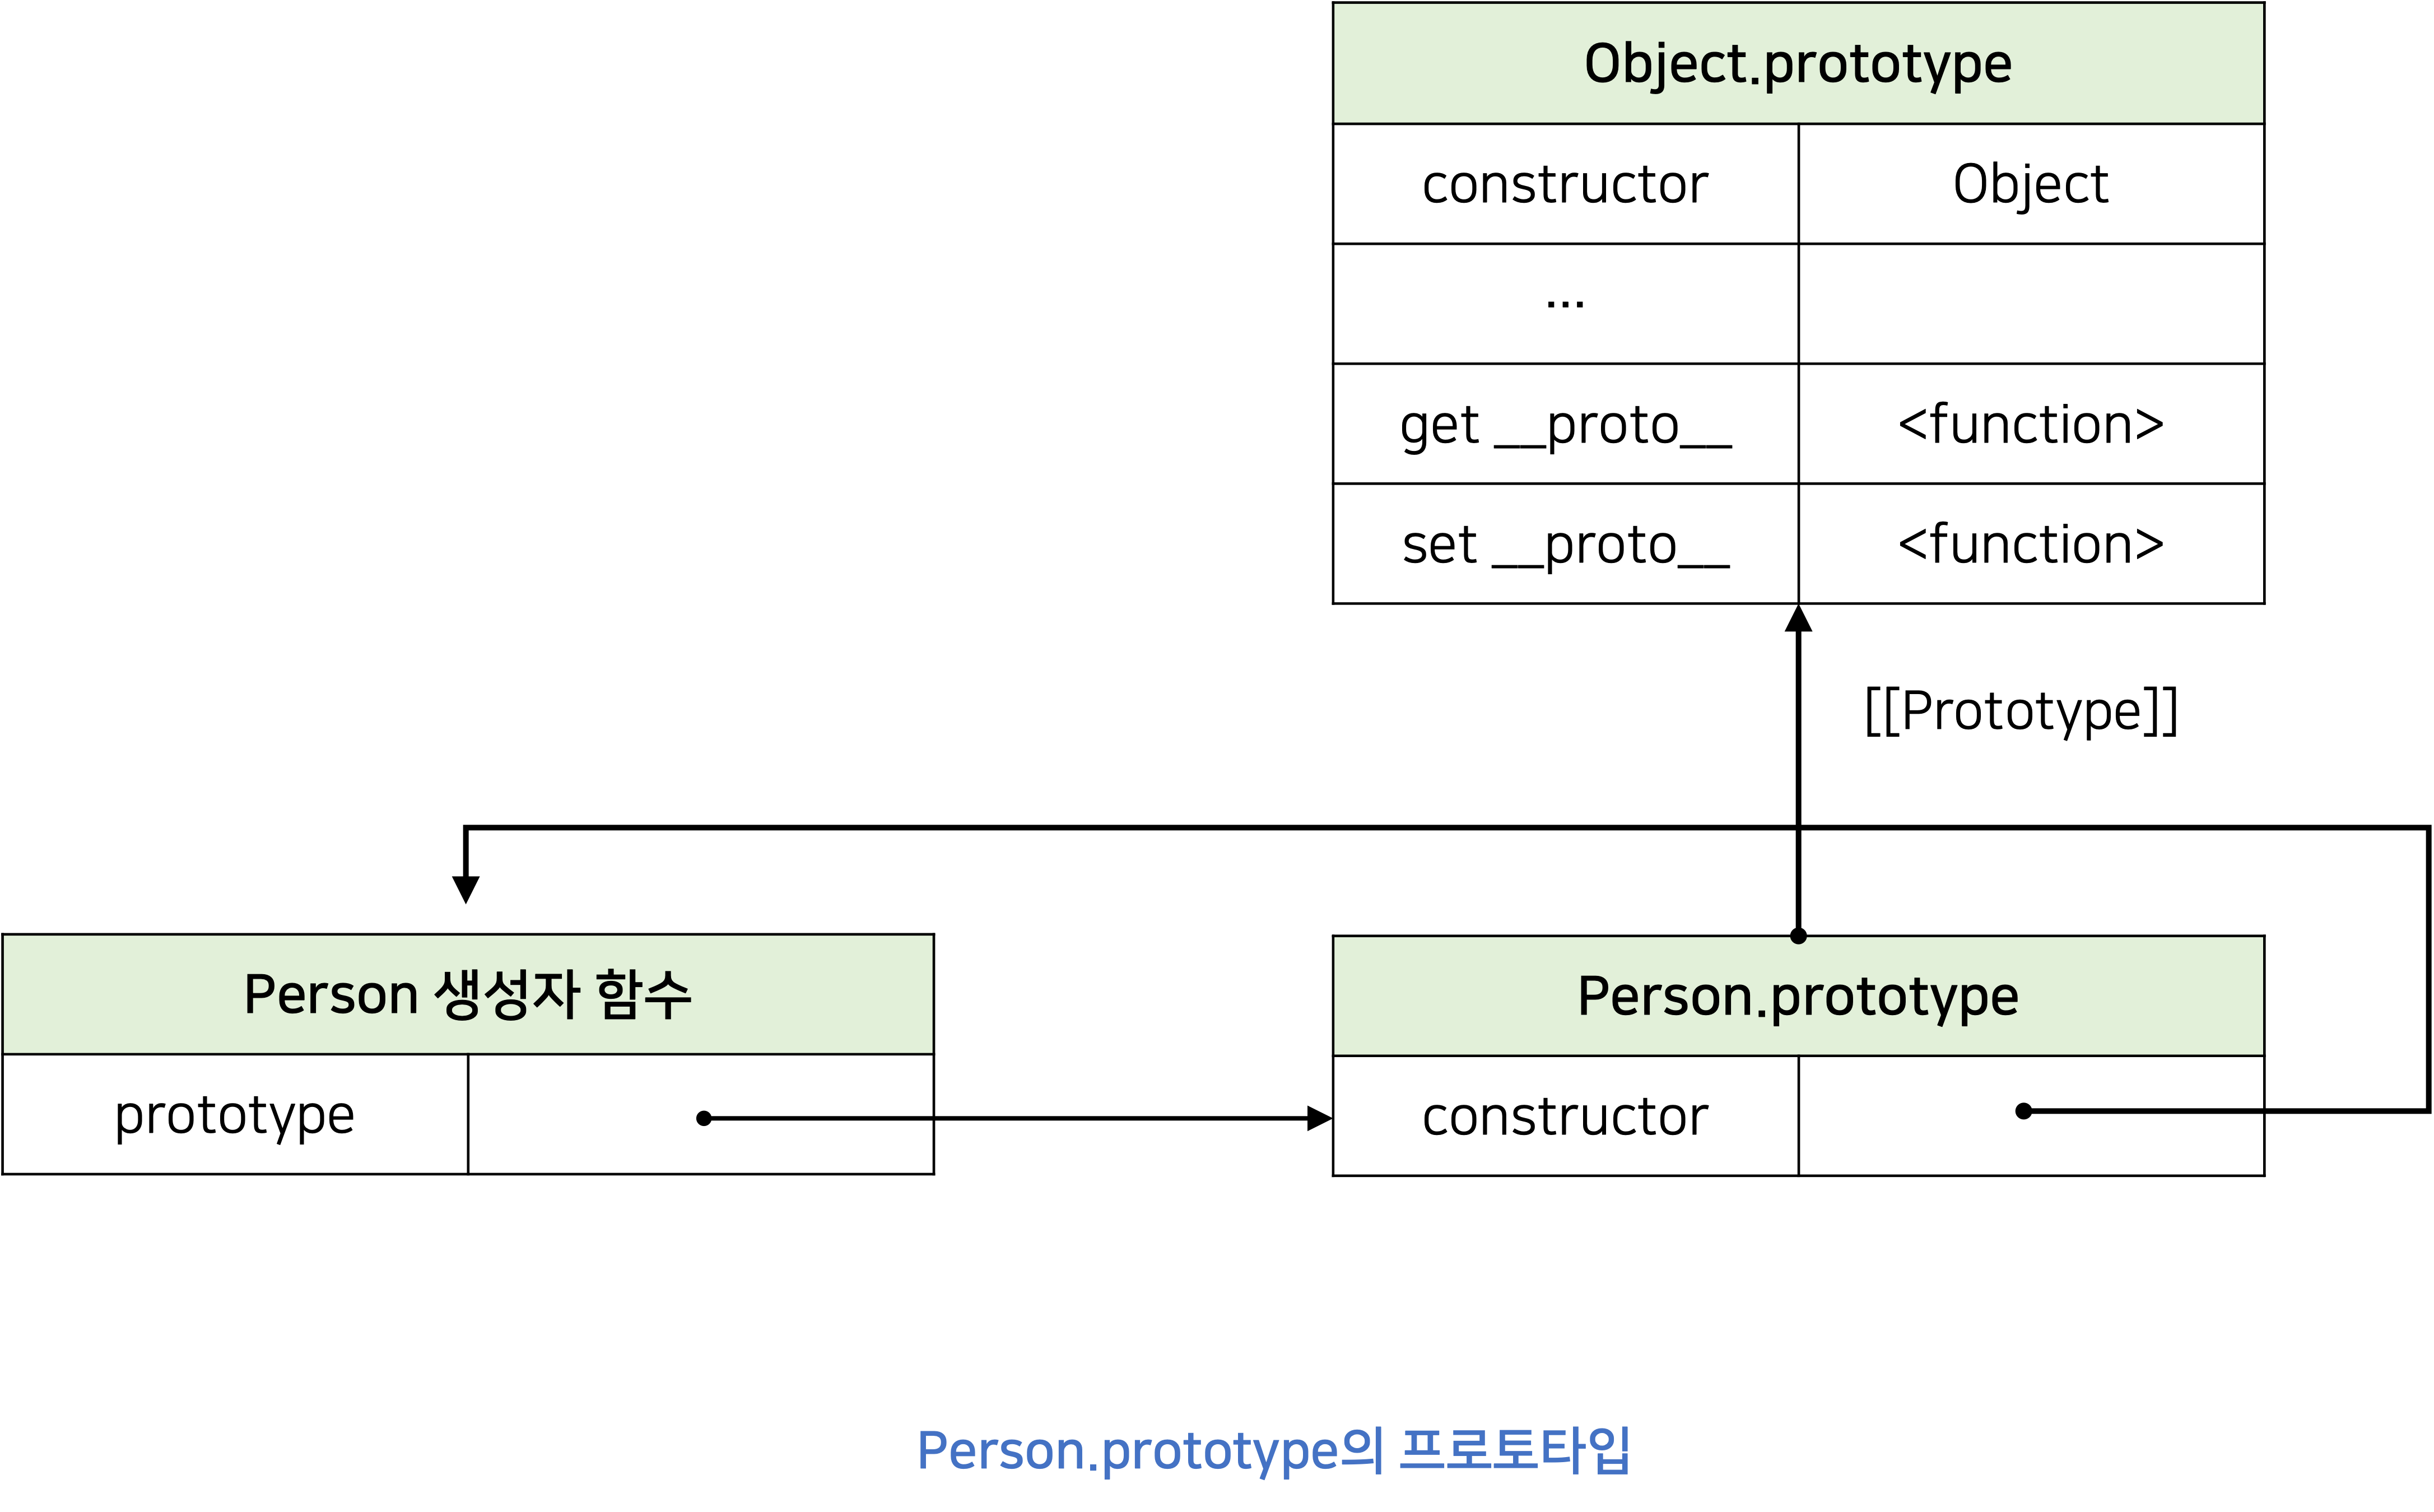 Object.prototype
constructor Object
...
get __proto__ <function>
set __proto__ <function>
[[Prototype]]
Person 생성자 함수
prototype
Person.prototype
constructor
Person.prototype의 프로토타입